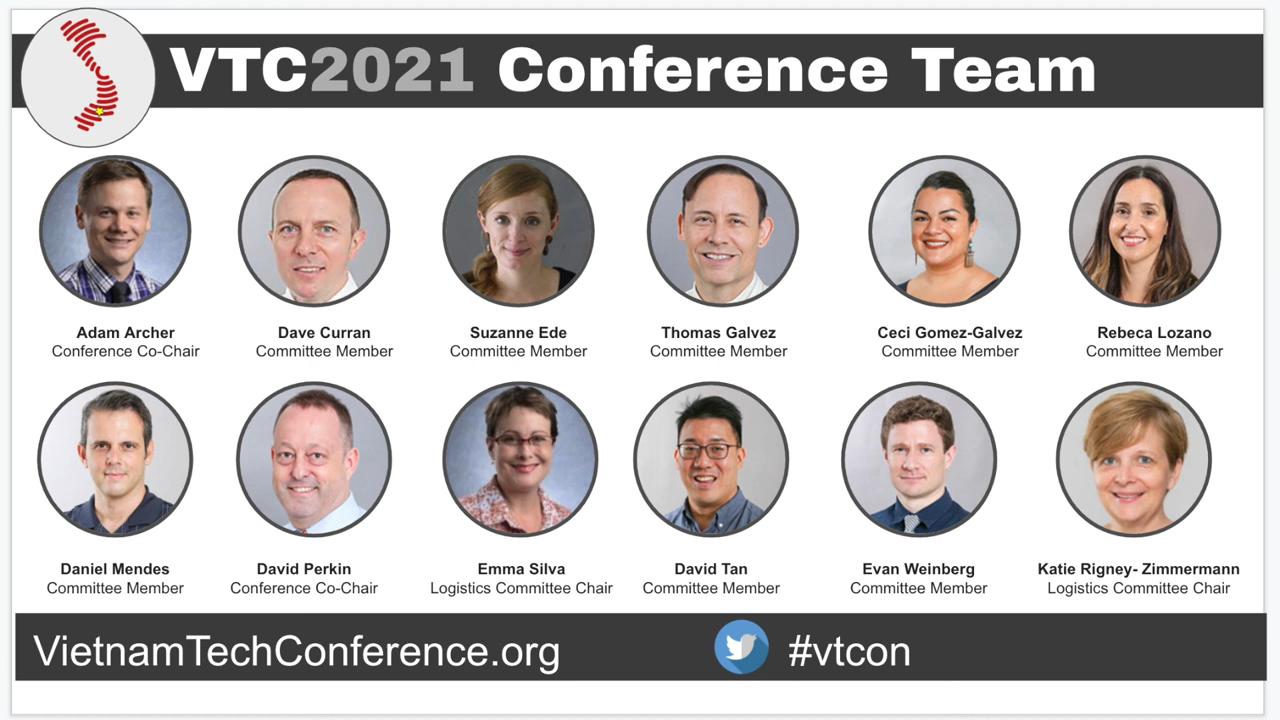 VTC2021 Conference Team
Adam Archer
Conference Co-Chair
Dave Curran
Committee Member
Suzanne Ede
Committee Member
Thomas Galvez
Committee Member
Ceci Gomez-Galvez
Committee Member
Rebeca Lozano
Committee Member
Daniel Mendes
Committee Member
David Perkin
Conference Co-Chair
Emma Silva
Logistics Committee Chair
David Tan
Committee Member
Evan Weinberg
Committee Member
Katie Rigney- Zimmermann
Logistics Committee Chair
VietnamTechConference.org
#vtcon